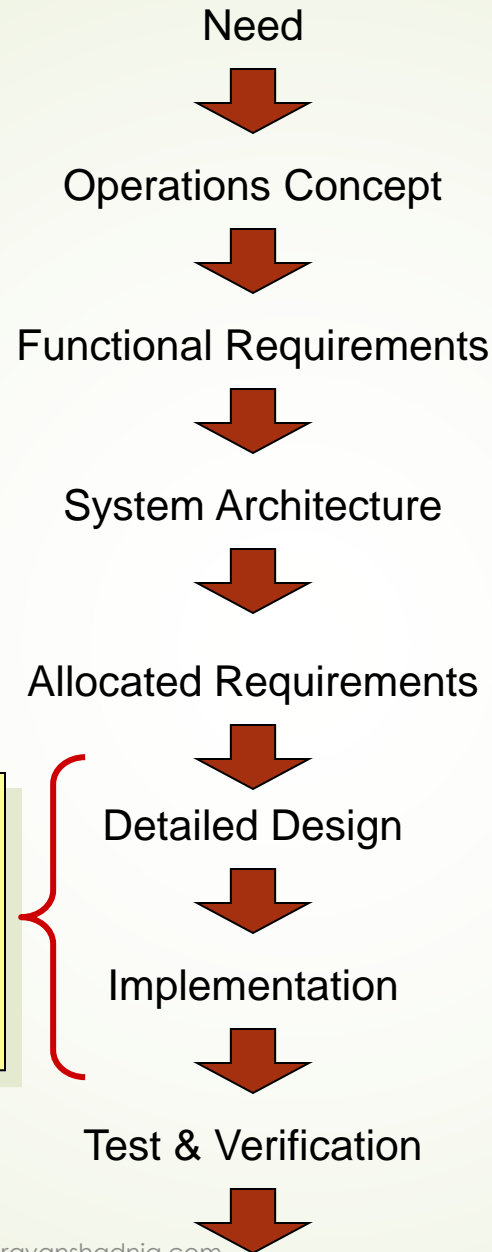 Need
Operations Concept
Functional Requirements
System Architecture
Allocated Requirements
Detailed Design
Implementation
Test & Verification